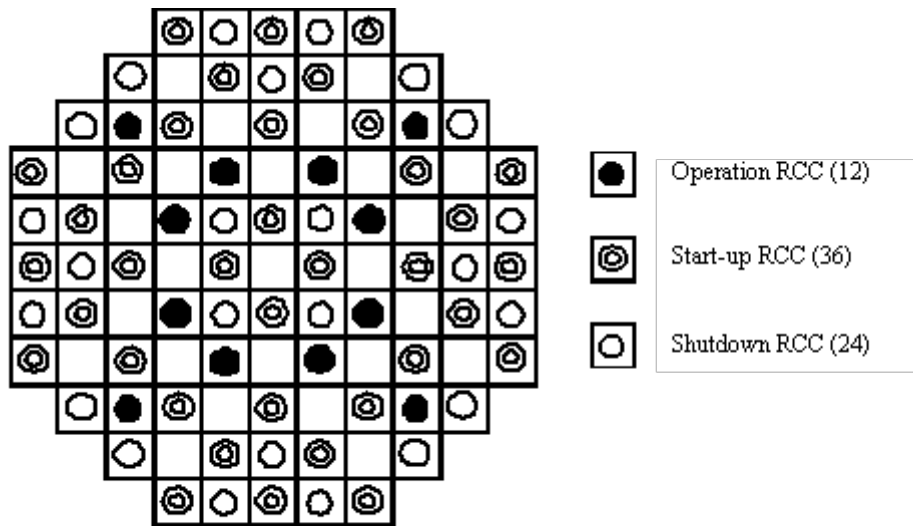 Operation RCC (12)
Start-up RCC (36)
Shutdown RCC (24)